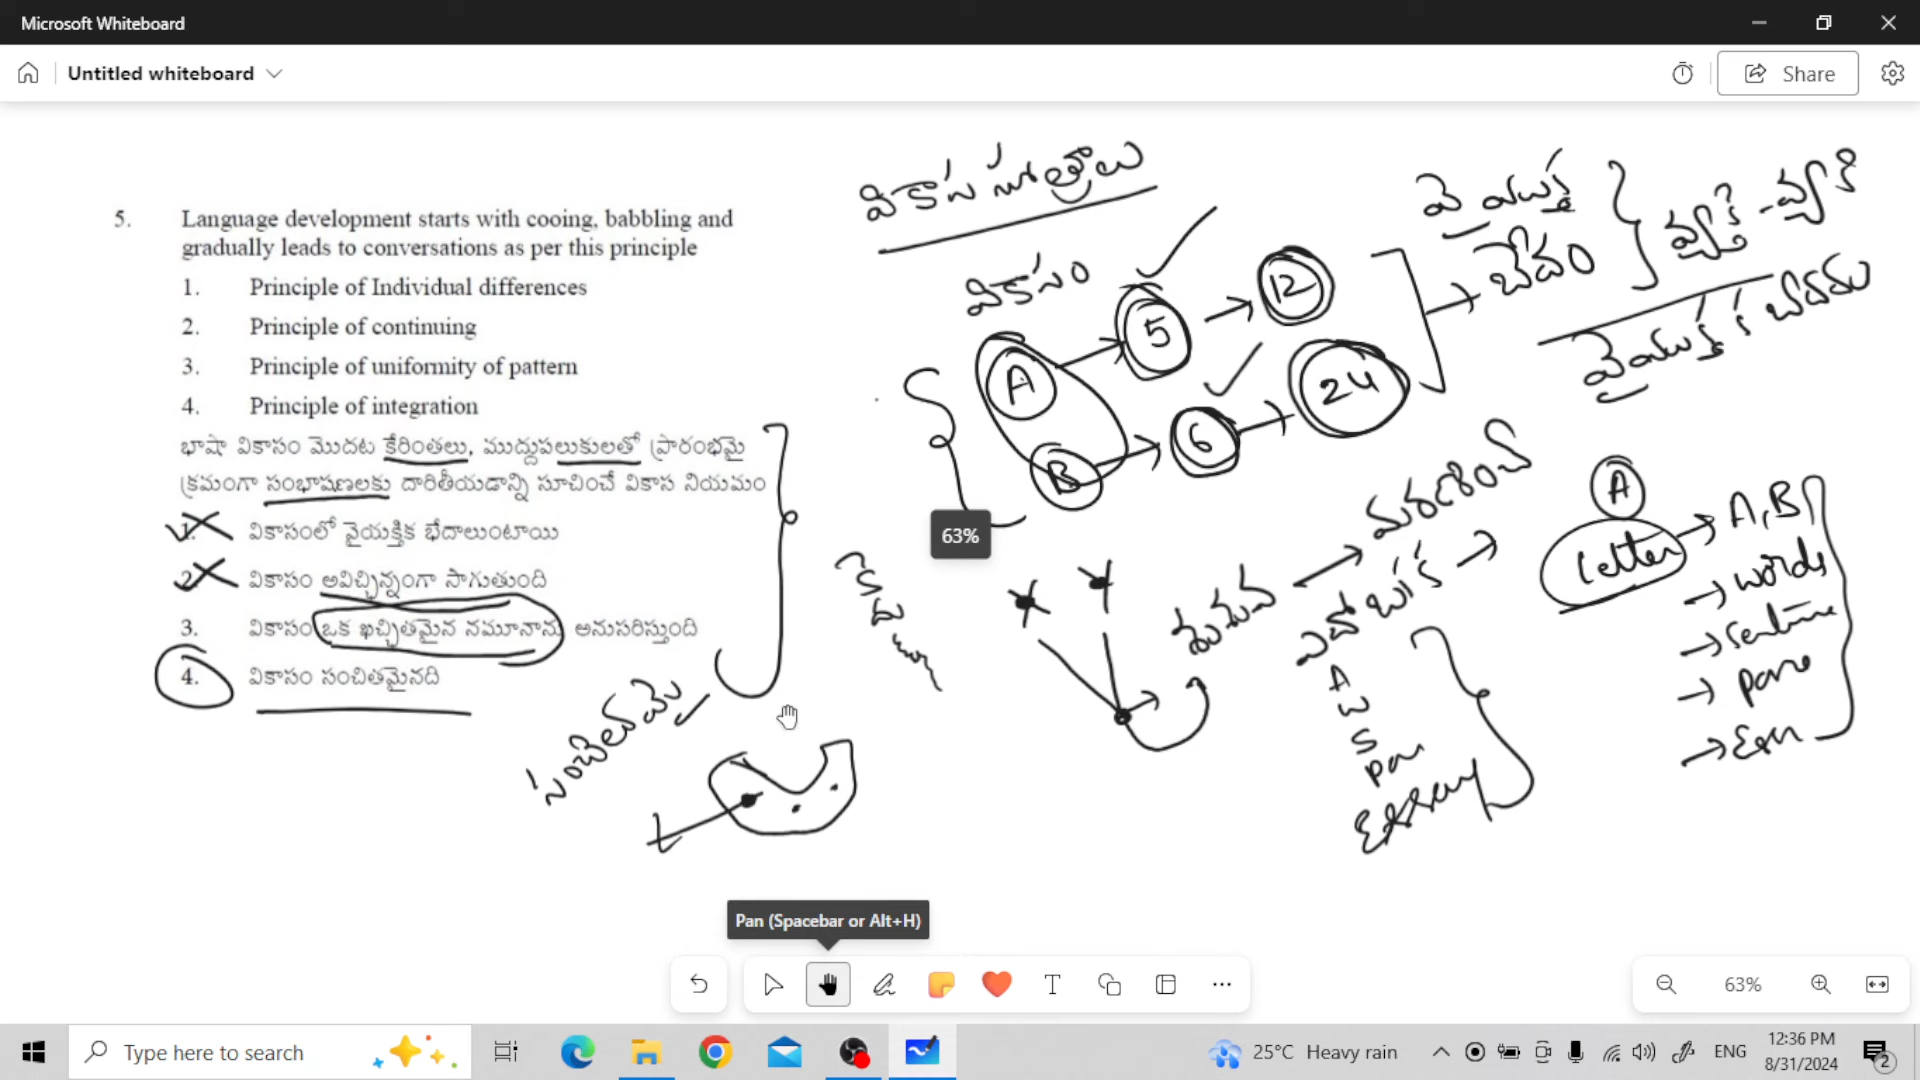 Microsoft Whiteboard
Untitled whiteboard
Share
5. Language development starts with cooing, babbling and
gradually leads to conversations as per this principle
1. Principle of Individual differences
2. Principle of continuing
3. Principle of uniformity of pattern
4. Principle of integration
భాషా వికాసం మొదట కేరింతలు, ముద్దుపలుకులతో ప్రారంభమై
క్రమంగా సంభాషణలకు దారితీయడాన్ని సూచించే వికాస నియమం
1. వికాసంలో వైయక్తిక భేదాలుంటాయి
2. వికాసం అవిచ్ఛిన్నంగా సాగుతుంది
3. వికాసం ఒక ఖచ్చితమైన నమూనాను అనుసరిస్తుంది
4. వికాసం సంచితమైనది
వికాస సూత్రాలు
వికాసం
A 5 12
B 6 24
భేదం
A
letter
A, B
words
A
W
S
63%
Pan (Spacebar or Alt+H)
63%
Type here to search
25°C Heavy rain
ENG
12:36 PM
8/31/2024
2